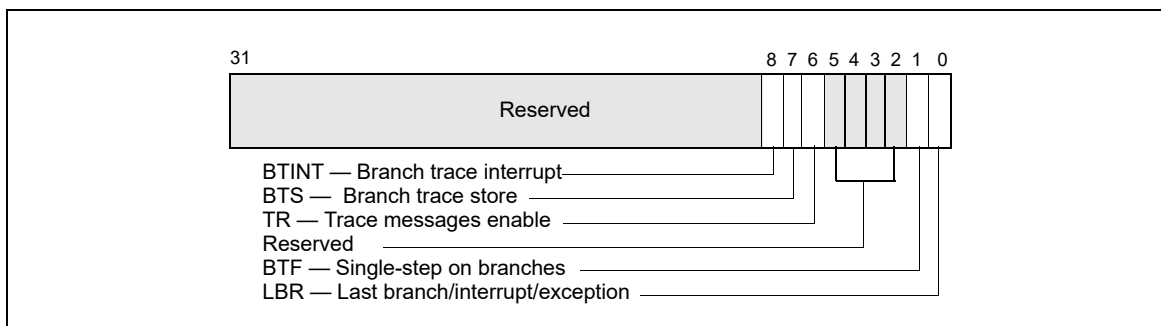 31 8 7 6 5 4 3 2 1 0
Reserved
BTINT — Branch trace interrupt
BTS — Branch trace store
TR — Trace messages enable
Reserved
BTF — Single-step on branches
LBR — Last branch/interrupt/exception